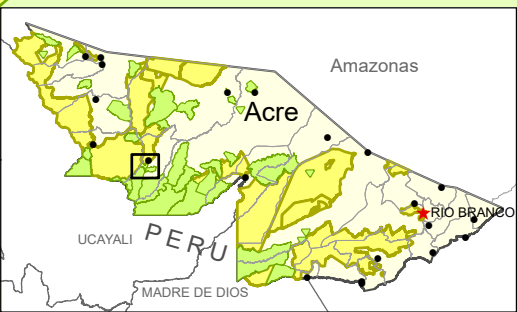 Amazonas
Acre
RIO BRANCO
UCAYALI
PERU
MADRE DE DIOS